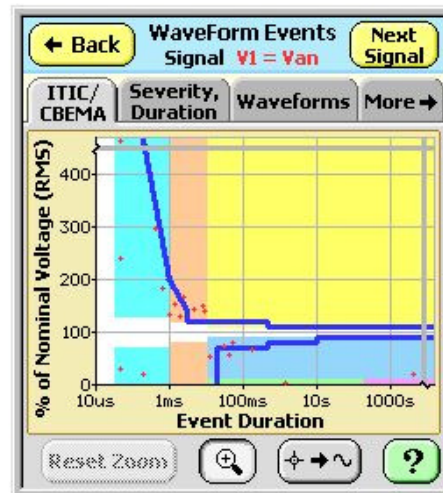 ← Back
WaveForm Events
Signal V1 = Van
Next
Signal
ITIC/
CBEMA
Severity,
Duration
Waveforms
More →
% of Nominal Voltage (RMS)
400
300
200
100
0
10us
1ms
100ms
10s
1000s
Event Duration
Reset Zoom
?